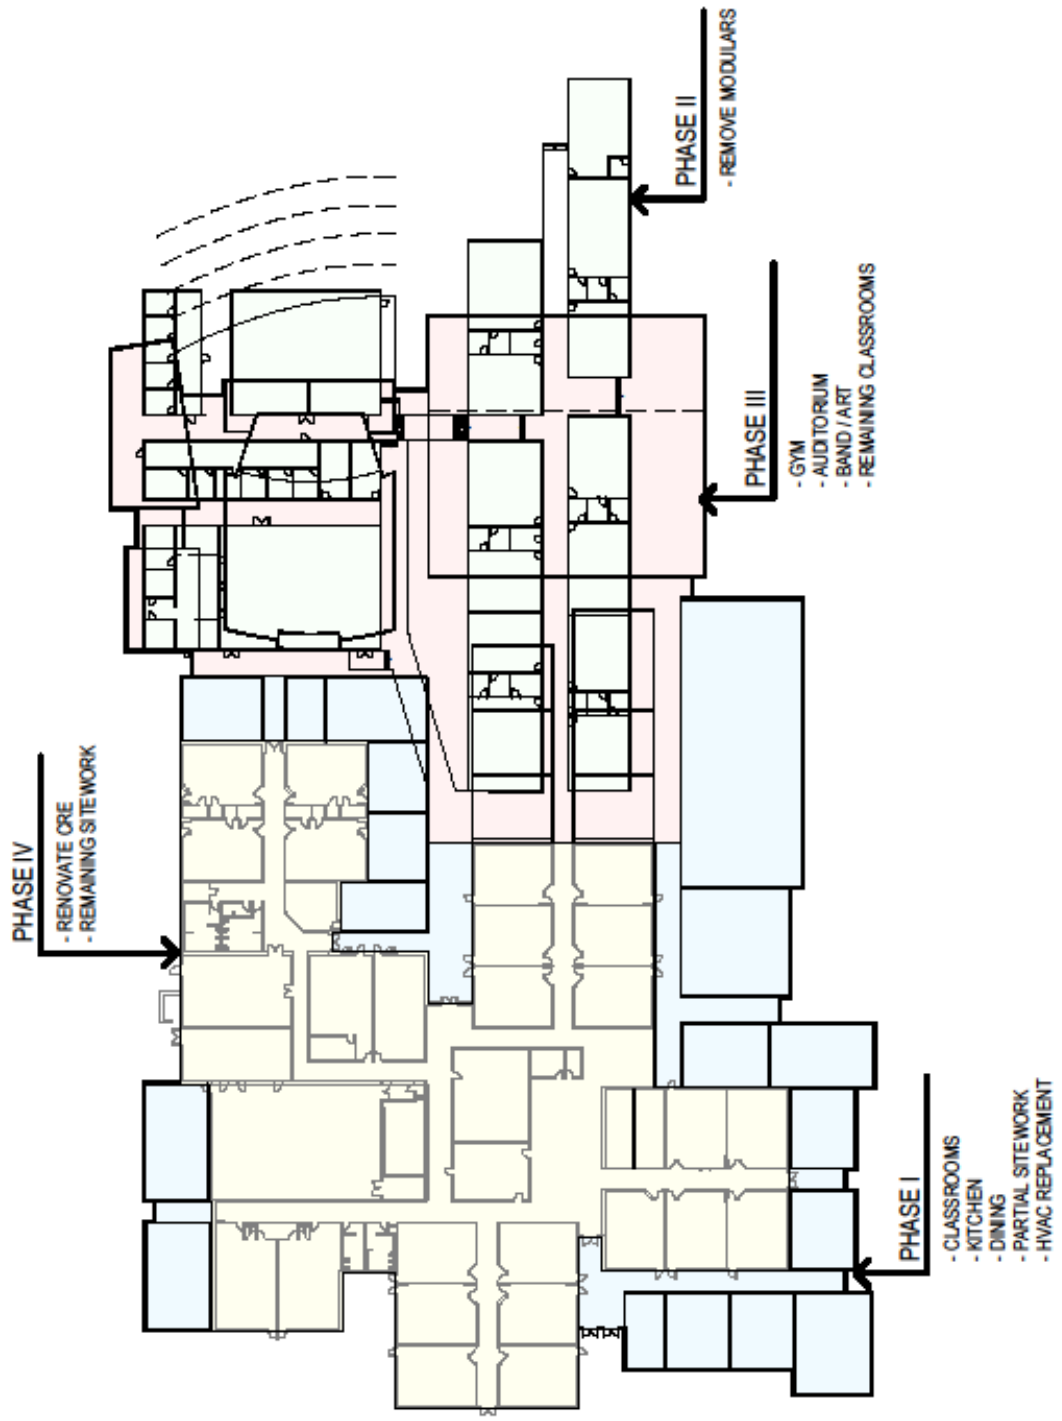 PHASE IV
- RENOVATE CRE
- REMAINING SITEWORK
PHASE I
- CLASSROOMS
- KITCHEN
- DINING
- PARTIAL SITEWORK
- HVAC REPLACEMENT
PHASE III
- GYM
- AUDITORIUM
- BAND / ART
- REMAINING CLASSROOMS
PHASE II
- REMOVE MODULARS